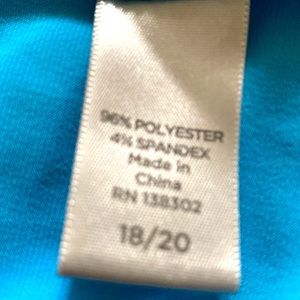 96% POLYESTER
4% SPANDEX
Made in
China
RN 138302
18/20